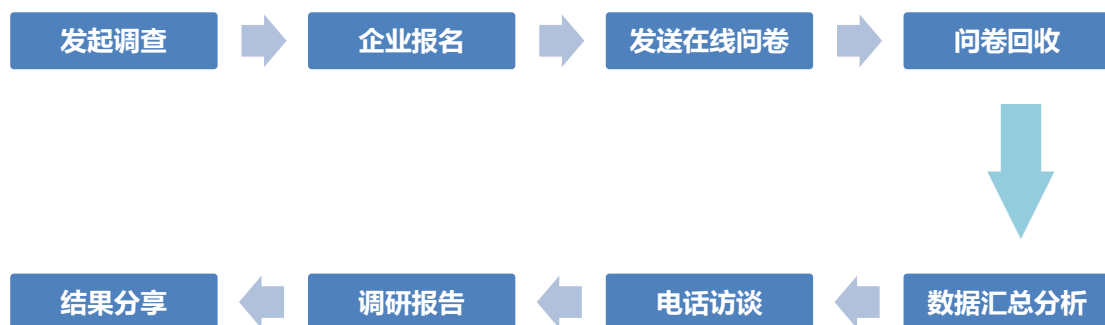 发起调查
企业报名
发送在线问卷
问卷回收
数据汇总分析
电话访谈
调研报告
结果分享